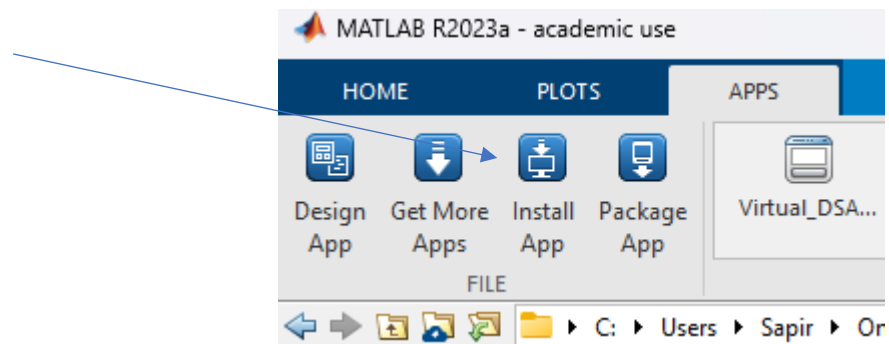 MATLAB R2023a - academic use
HOME PLOTS APPS
Design App
Get More Apps
Install App
Package App
Virtual_DSA...
FILE
C: Users Sapir On